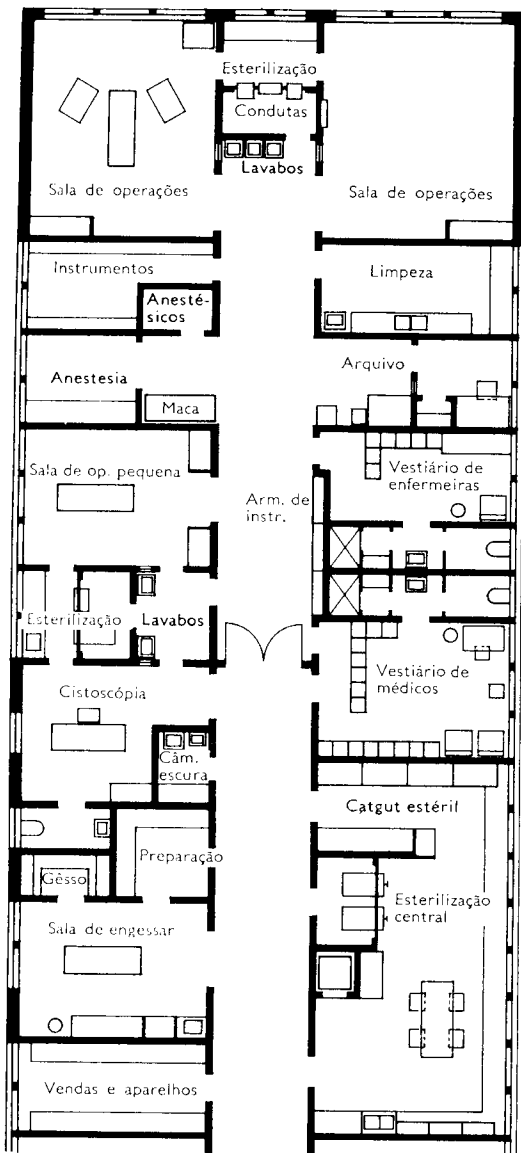 Esterilização
Condutas
Lavabos
Sala de operações
Sala de operações
Instrumentos
Limpeza
Anesté-
sicos
Arquivo
Anestesia
Maca
Sala de op. pequena
Vestiário de
enfermeiras
Arm. de
instr.
Esterilização
Lavabos
Vestiário de
médicos
Cistoscópia
Câm.
escura
Catgut estéril
Preparação
Gêsso
Esterilização
central
Sala de engessar
Vendas e aparelhos